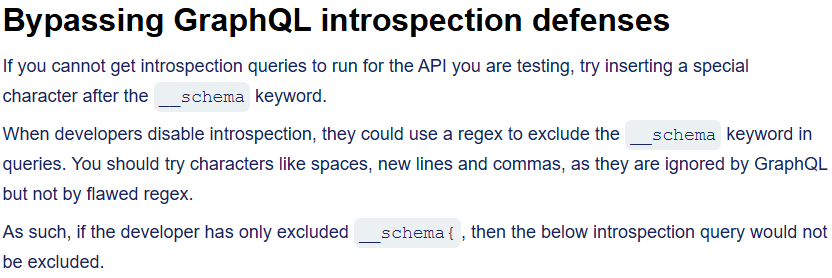 Bypassing GraphQL introspection defenses
If you cannot get introspection queries to run for the API you are testing, try inserting a special
character after the __schema keyword.
When developers disable introspection, they could use a regex to exclude the __schema keyword in
queries. You should try characters like spaces, new lines and commas, as they are ignored by GraphQL
but not by flawed regex.
As such, if the developer has only excluded __schema{, then the below introspection query would not
be excluded.